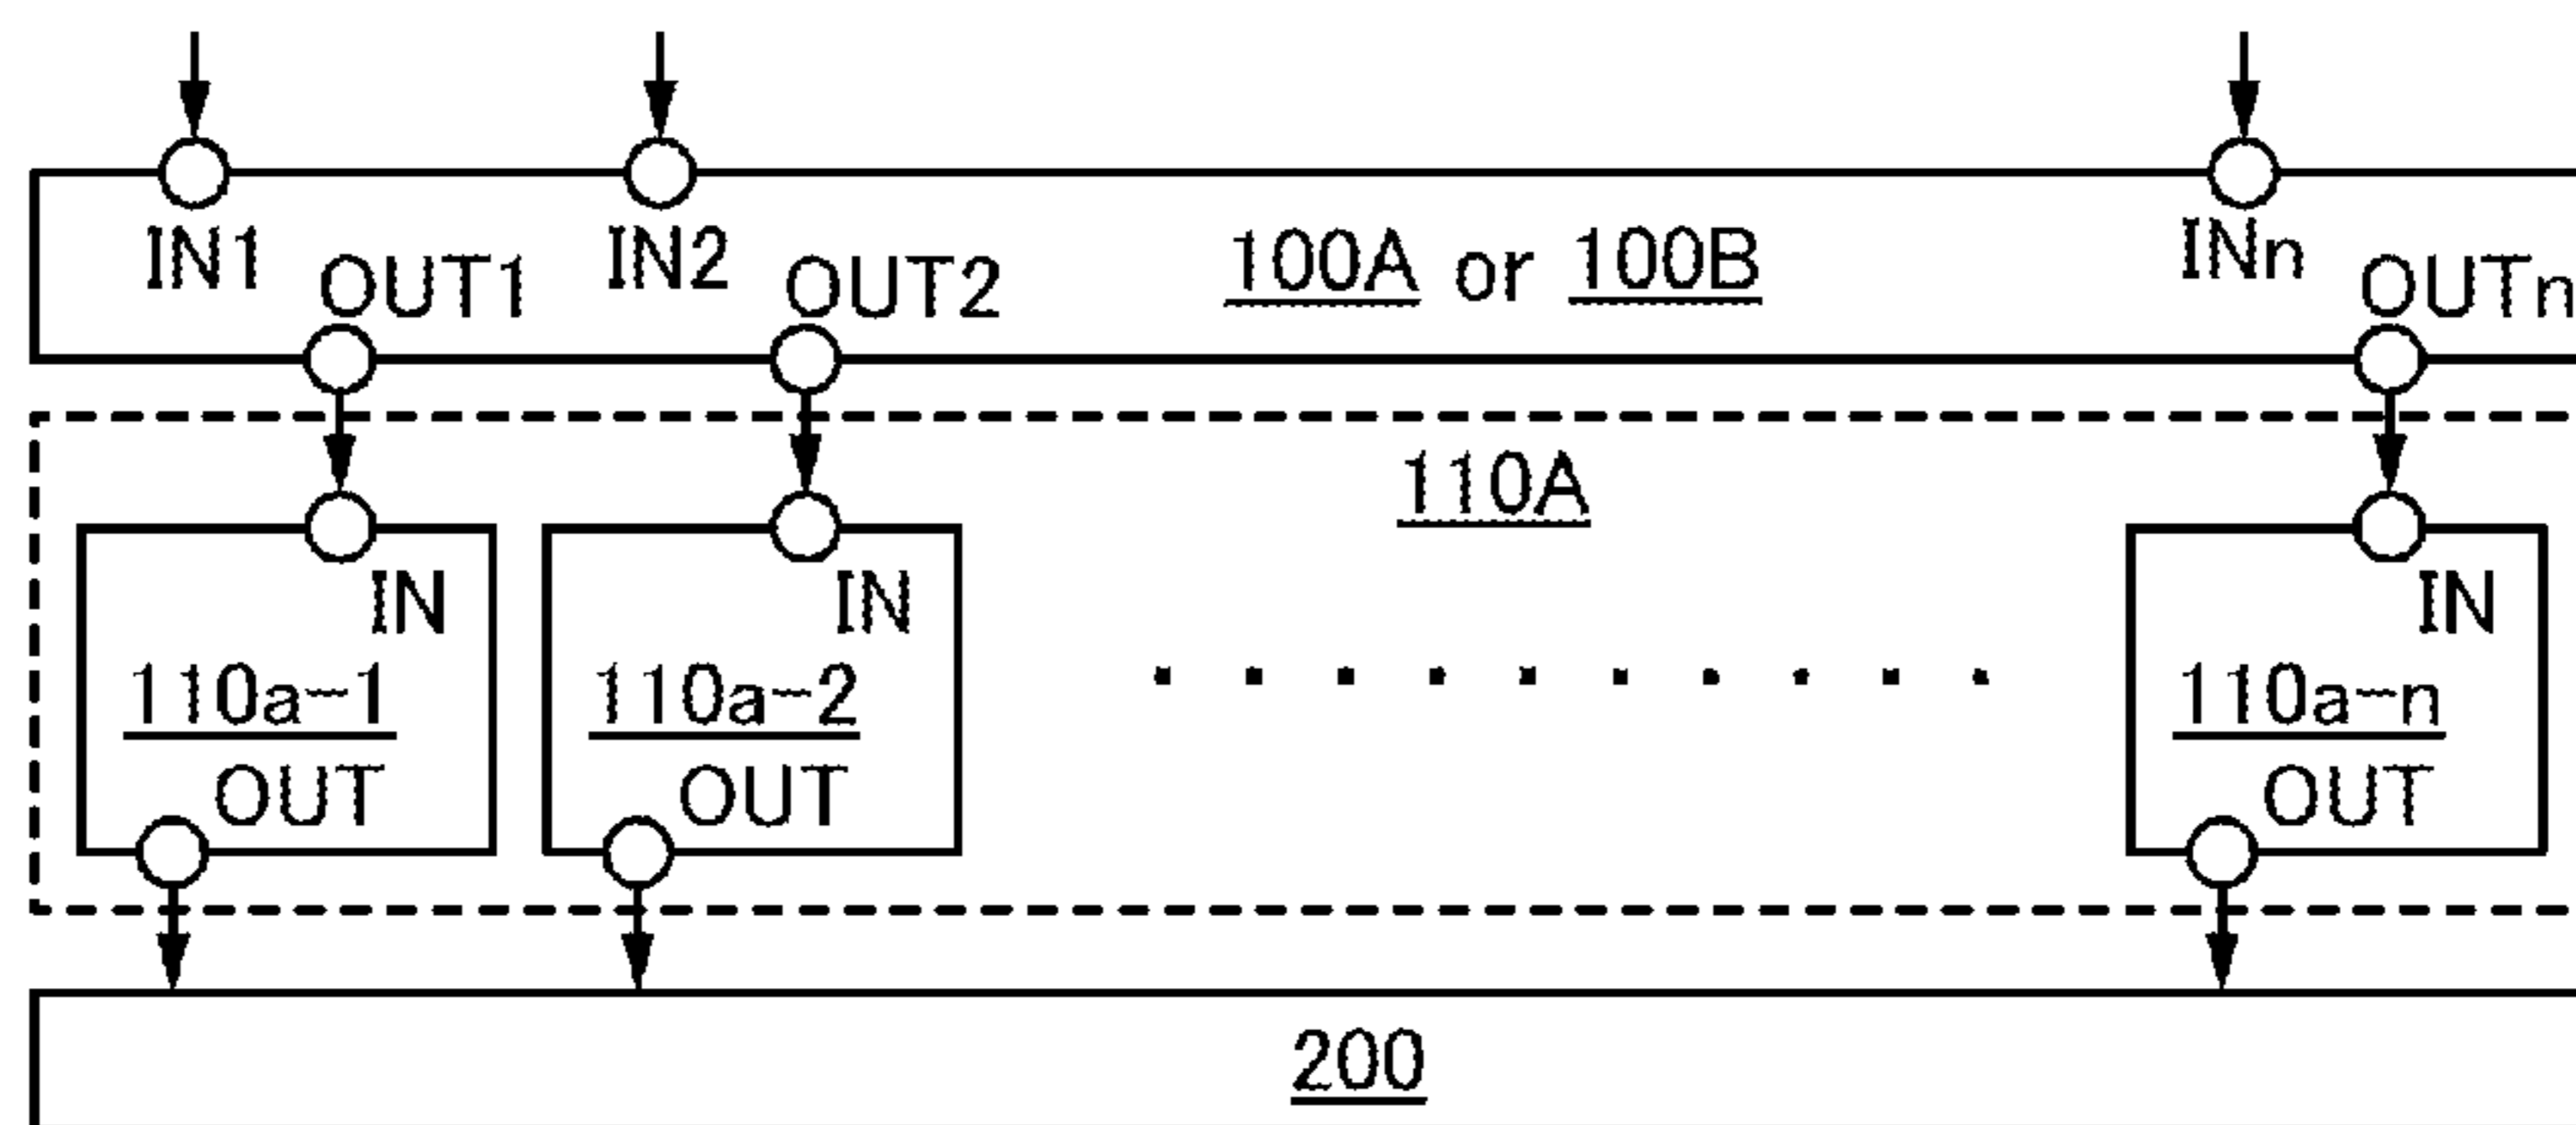 IN1 IN2 100A or 100B INn
OUT1 OUT2 OUTn
110A
IN IN IN
110a-1 110a-2 110a-n
OUT OUT OUT
200